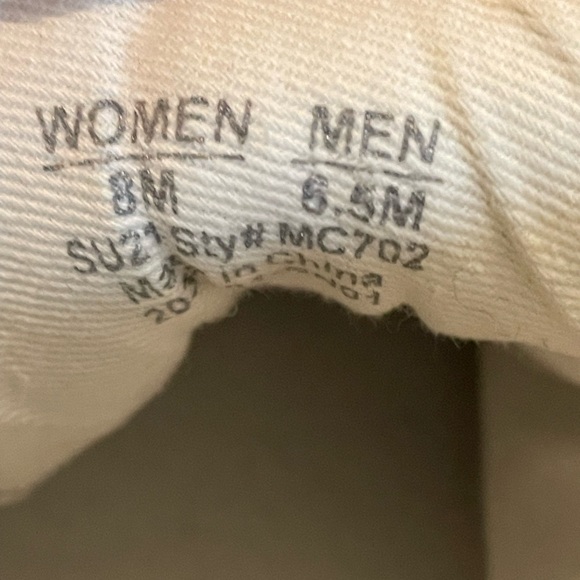 WOMEN MEN
8M 6.5M
SU21 Sty# MC702
in China